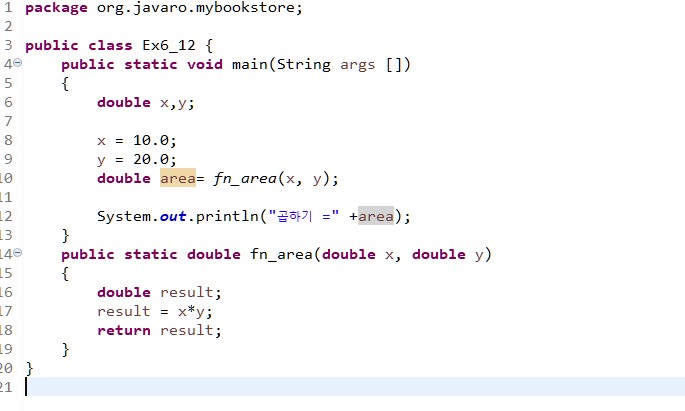 1 package org.javaro.mybookstore;
2
3 public class Ex6_12 {
4 public static void main(String args [])
5 {
6 double x,y;
7
8 x = 10.0;
9 y = 20.0;
10 double area= fn_area(x, y);
11
12 System.out.println("곱하기 =" +area);
13 }
14 public static double fn_area(double x, double y)
15 {
16 double result;
17 result = x*y;
18 return result;
19 }
20 }
21